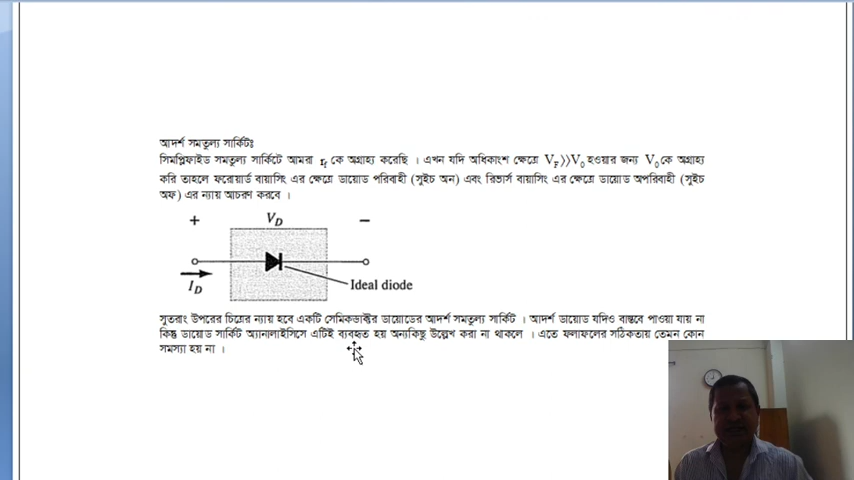 আদর্শ সমতুল্য সার্কিটঃ
সিমপ্লিফাইড সমতুল্য সার্কিটে আমরা rf কে অগ্রাহ্য করেছি । এখন যদি অধিকাংশ ক্ষেত্রে VF⟩⟩V0 হওয়ার জন্য V0 কে অগ্রাহ্য
করি তাহলে ফরোয়ার্ড বায়াসিং এর ক্ষেত্রে ডায়োড পরিবাহী (সুইচ অন) এবং রিভার্স বায়াসিং এর ক্ষেত্রে ডায়োড অপরিবাহী (সুইচ
অফ) এর ন্যায় আচরণ করবে ।
+ VD −
ID
Ideal diode
সুতরাং উপরের চিত্রের ন্যায় হবে একটি সেমিকন্ডাক্টর ডায়োডের আদর্শ সমতুল্য সার্কিট । আদর্শ ডায়োড যদিও বাস্তবে পাওয়া যায় না
কিন্তু ডায়োড সার্কিট অ্যানালাইসিসে এটিই ব্যবহৃত হয় অন্যকিছু উল্লেখ করা না থাকলে । এতে ফলাফলের সঠিকতায় তেমন কোন
সমস্যা হয় না ।